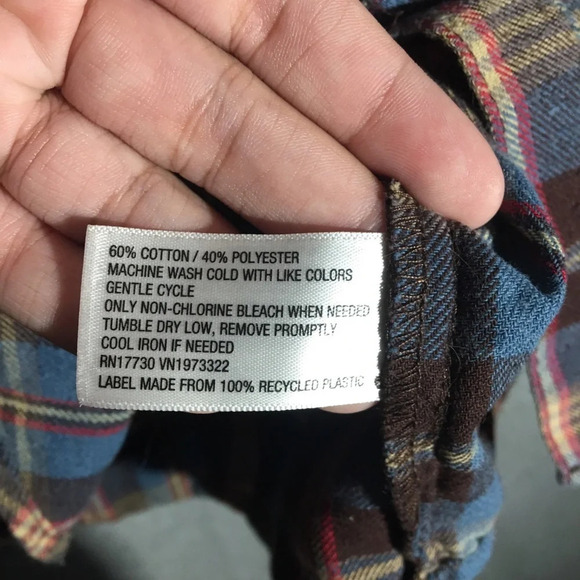 60% COTTON / 40% POLYESTER
MACHINE WASH COLD WITH LIKE COLORS
GENTLE CYCLE
ONLY NON-CHLORINE BLEACH WHEN NEEDED
TUMBLE DRY LOW, REMOVE PROMPTLY
COOL IRON IF NEEDED
RN17730 VN1973322
LABEL MADE FROM 100% RECYCLED PLASTIC